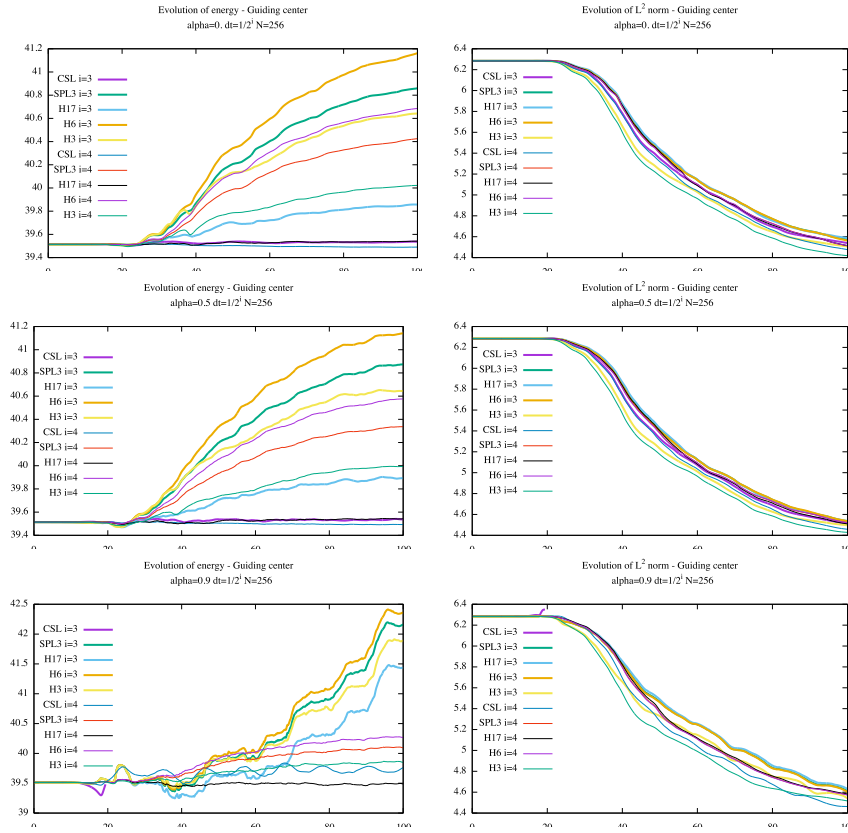 Evolution of energy - Guiding center
alpha=0. dt=1/2^i N=256
41.2
41
40.8
40.6
40.4
40.2
40
39.8
39.6
39.4
CSL i=3
SPL3 i=3
H17 i=3
H6 i=3
H3 i=3
CSL i=4
SPL3 i=4
H17 i=4
H6 i=4
H3 i=4
0 20 40 60 80 100
Evolution of L² norm - Guiding center
alpha=0. dt=1/2^i N=256
6.4
6.2
6
5.8
5.6
5.4
5.2
5
4.8
4.6
4.4
CSL i=3
SPL3 i=3
H17 i=3
H6 i=3
H3 i=3
CSL i=4
SPL3 i=4
H17 i=4
H6 i=4
H3 i=4
0 20 40 60 80 100
Evolution of energy - Guiding center
alpha=0.5 dt=1/2^i N=256
41.2
41
40.8
40.6
40.4
40.2
40
39.8
39.6
39.4
CSL i=3
SPL3 i=3
H17 i=3
H6 i=3
H3 i=3
CSL i=4
SPL3 i=4
H17 i=4
H6 i=4
H3 i=4
0 20 40 60 80 100
Evolution of L² norm - Guiding center
alpha=0.5 dt=1/2^i N=256
6.4
6.2
6
5.8
5.6
5.4
5.2
5
4.8
4.6
4.4
CSL i=3
SPL3 i=3
H17 i=3
H6 i=3
H3 i=3
CSL i=4
SPL3 i=4
H17 i=4
H6 i=4
H3 i=4
0 20 40 60 80 100
Evolution of energy - Guiding center
alpha=0.9 dt=1/2^i N=256
42.5
42
41.5
41
40.5
40
39.5
39
CSL i=3
SPL3 i=3
H17 i=3
H6 i=3
H3 i=3
CSL i=4
SPL3 i=4
H17 i=4
H6 i=4
H3 i=4
0 20 40 60 80 100
Evolution of L² norm - Guiding center
alpha=0.9 dt=1/2^i N=256
6.4
6.2
6
5.8
5.6
5.4
5.2
5
4.8
4.6
4.4
CSL i=3
SPL3 i=3
H17 i=3
H6 i=3
H3 i=3
CSL i=4
SPL3 i=4
H17 i=4
H6 i=4
H3 i=4
0 20 40 60 80 100